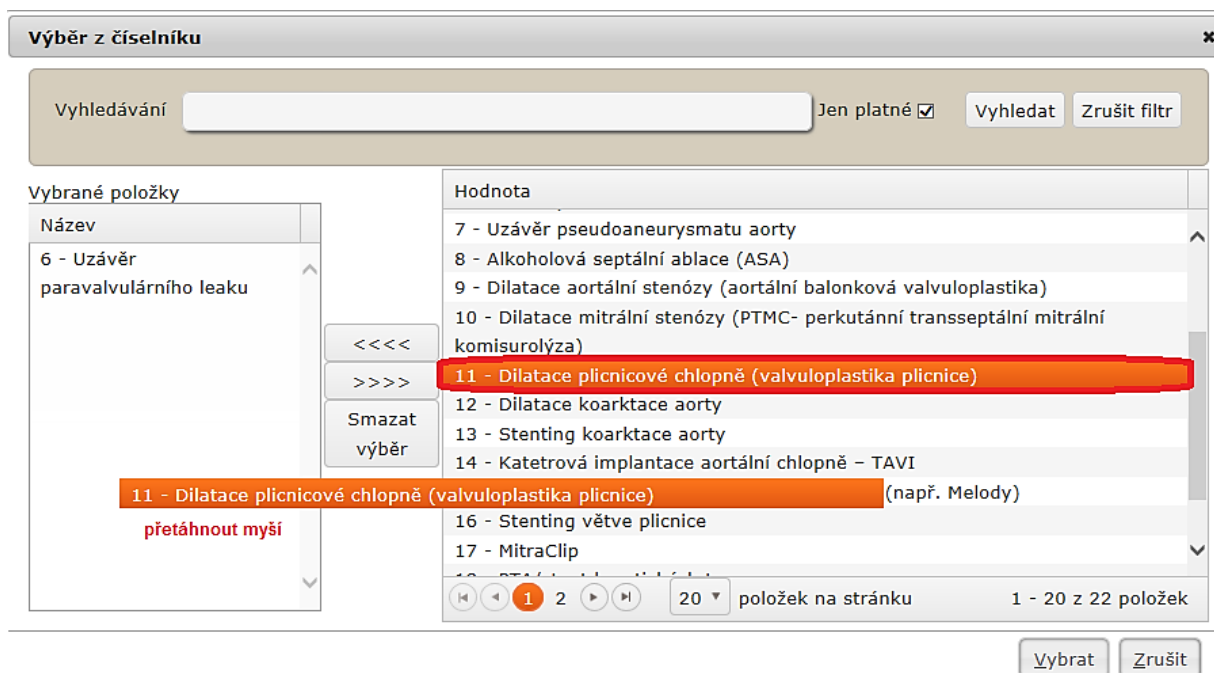 Výběr z číselníku
Vyhledávání
Jen platné
Vyhledat
Zrušit filtr
Vybrané položky
Název
6 - Uzávěr
paravalvulárního leaku
<<<<
>>>>
Smazat
výběr
Hodnota
7 - Uzávěr pseudoaneurysmatu aorty
8 - Alkoholová septální ablace (ASA)
9 - Dilatace aortální stenózy (aortální balonková valvuloplastika)
10 - Dilatace mitrální stenózy (PTMC- perkutánní transseptální mitrální
komisurolýza)
11 - Dilatace plicnicové chlopně (valvuloplastika plicnice)
12 - Dilatace koarktace aorty
13 - Stenting koarktace aorty
14 - Katetrová implantace aortální chlopně – TAVI
11 - Dilatace plicnicové chlopně (valvuloplastika plicnice)
(např. Melody)
přetáhnout myší
16 - Stenting větve plicnice
17 - MitraClip
1 2
20
položek na stránku
1 - 20 z 22 položek
Vybrat
Zrušit